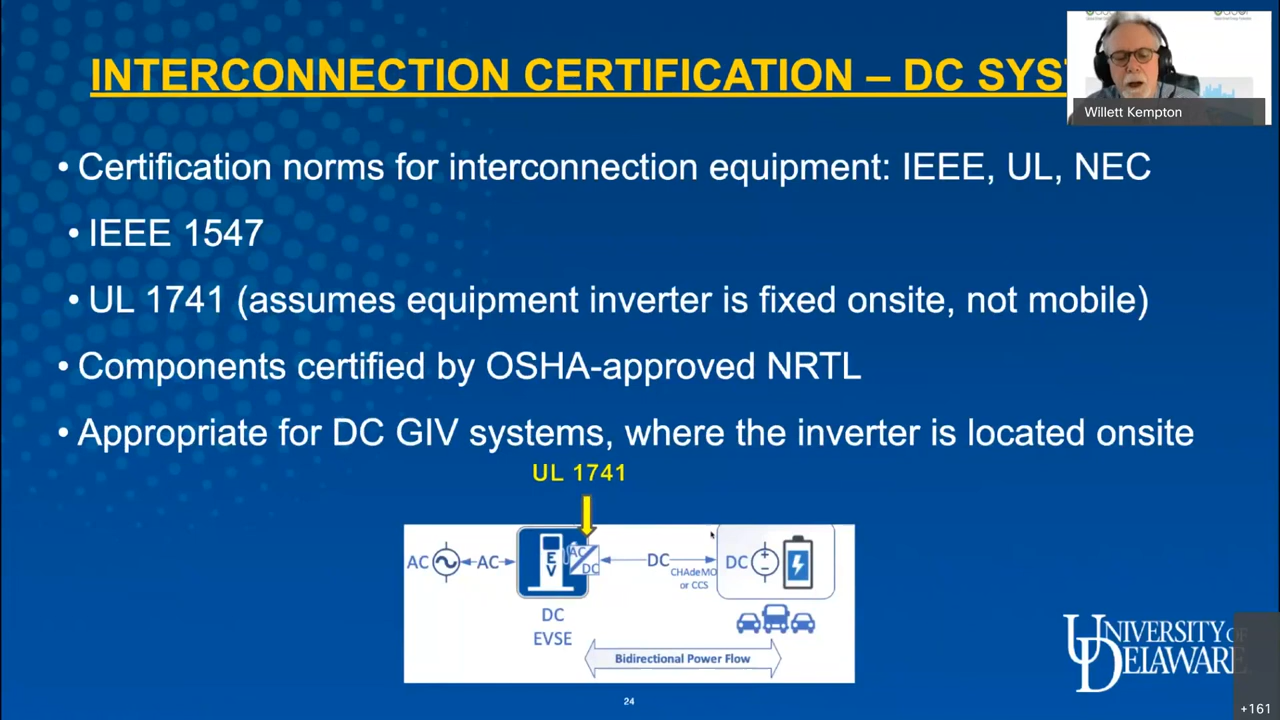 INTERCONNECTION CERTIFICATION – DC SYS
Willett Kempton
• Certification norms for interconnection equipment: IEEE, UL, NEC
• IEEE 1547
• UL 1741 (assumes equipment inverter is fixed onsite, not mobile)
• Components certified by OSHA-approved NRTL
• Appropriate for DC GIV systems, where the inverter is located onsite
UL 1741
AC AC EV AC DC DC DC
CHAdeMO
or CCS
DC
EVSE
Bidirectional Power Flow
UNIVERSITY OF
DELAWARE
24
+161